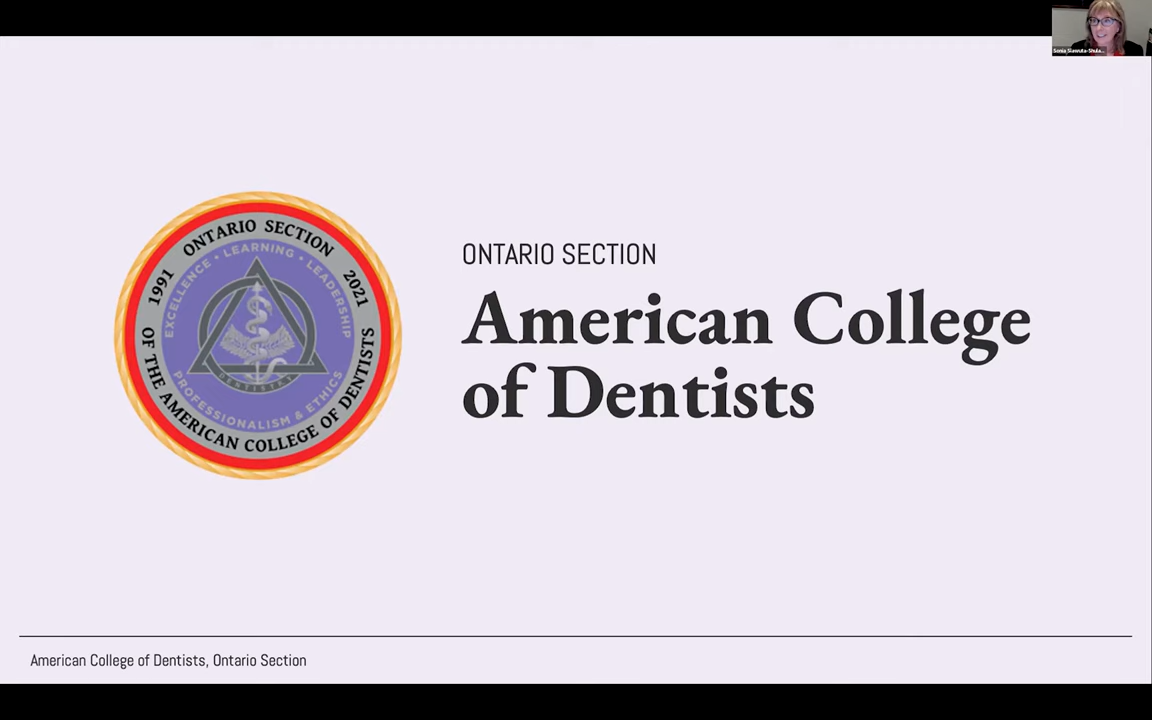 ONTARIO SECTION
1991
2021
OF THE AMERICAN COLLEGE OF DENTISTS
EXCELLENCE • LEARNING • LEADERSHIP
PROFESSIONALISM & ETHICS
ONTARIO SECTION
American College
of Dentists
American College of Dentists, Ontario Section